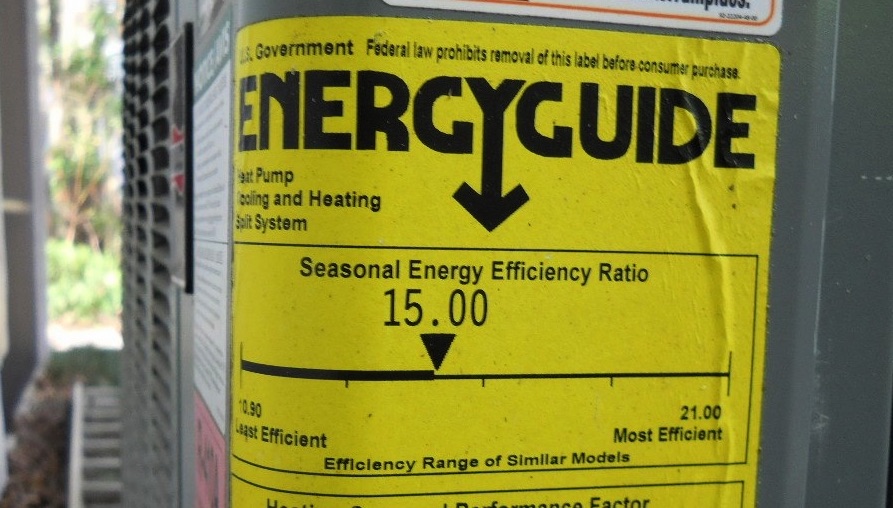 U.S. Government Federal law prohibits removal of this label before consumer purchase.
ENERGYGUIDE
Heat Pump
Cooling and Heating
Split System
Seasonal Energy Efficiency Ratio
15.00
10.90
Least Efficient
21.00
Most Efficient
Efficiency Range of Similar Models
Performance Factor